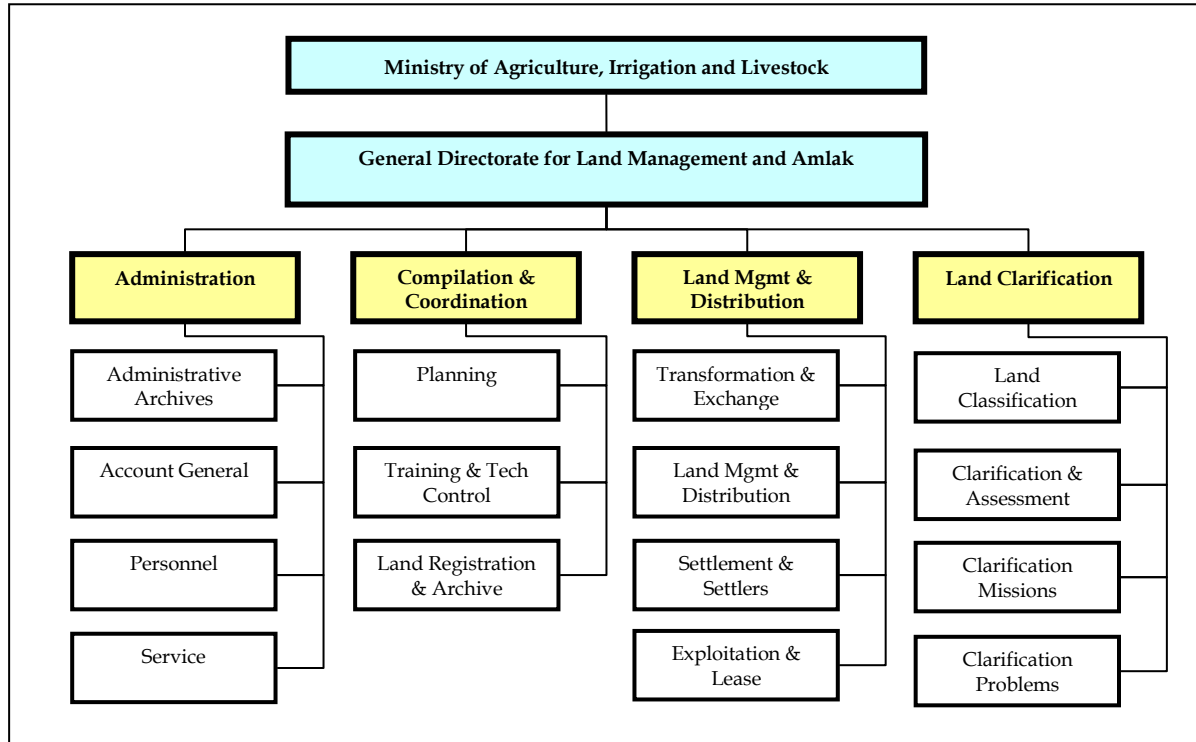 Ministry of Agriculture, Irrigation and Livestock
General Directorate for Land Management and Amlak
Administration
Administrative
Archives
Account General
Personnel
Service
Compilation &
Coordination
Planning
Training & Tech
Control
Land Registration
& Archive
Land Mgmt &
Distribution
Transformation &
Exchange
Land Mgmt &
Distribution
Settlement &
Settlers
Exploitation &
Lease
Land Clarification
Land
Classification
Clarification &
Assessment
Clarification
Missions
Clarification
Problems